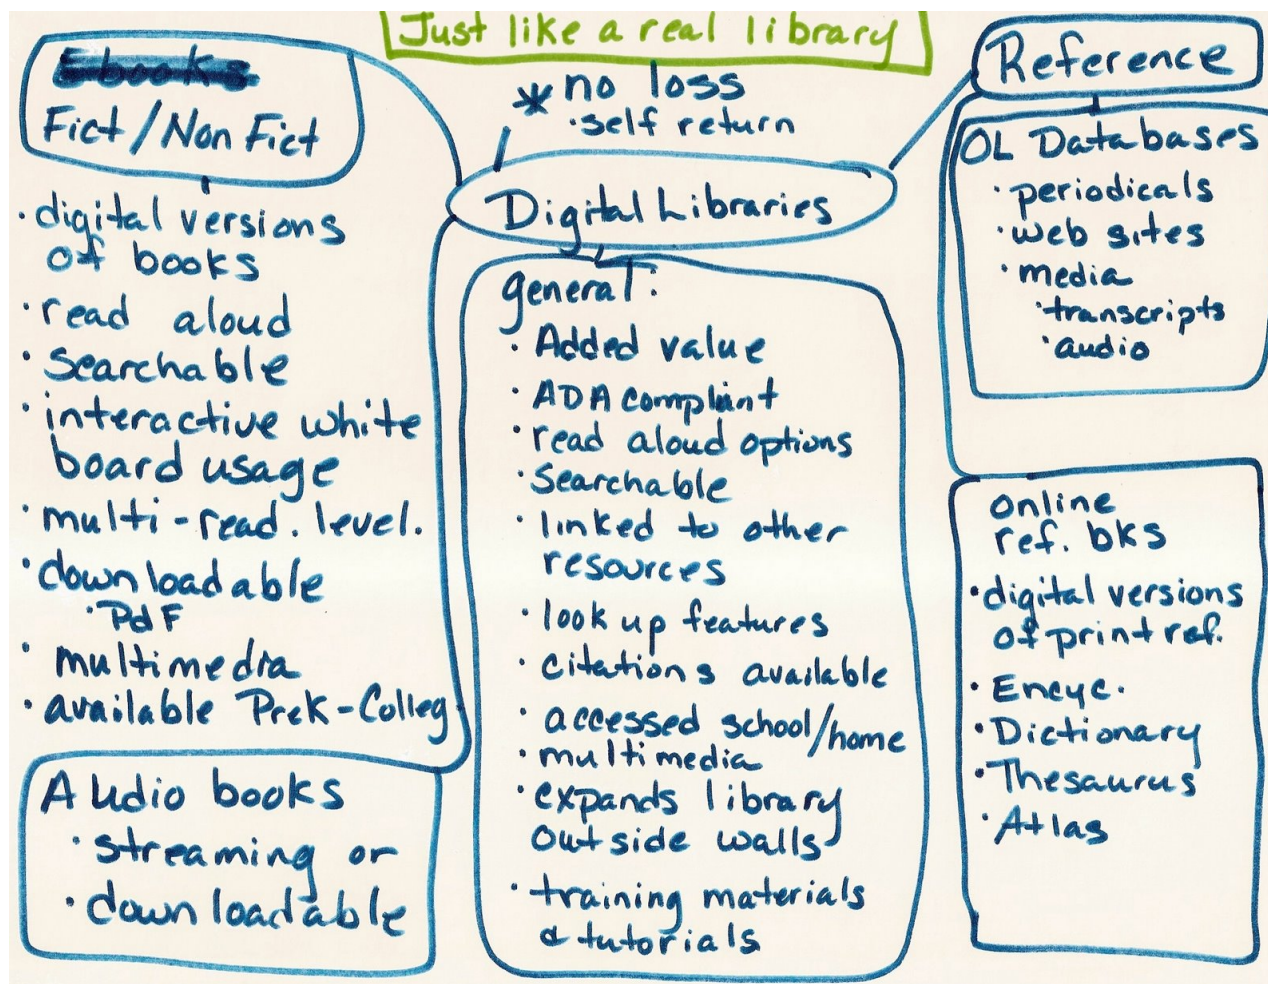 Just like a real library
* no loss
· self return
Digital Libraries
Ebooks
Fict/Non Fict
· digital versions
of books
· read aloud
· Searchable
· interactive white
board usage
· multi-read. level.
· downloadable
· Pdf
· multimedia
· available PreK-Colleg
Audio books
· streaming or
· downloadable
general:
· Added value
· ADA complaint
· read aloud options
· Searchable
· linked to other
resources
· look up features
· citations available
· accessed school/home
· multimedia
· expands library
outside walls
· training materials
& tutorials
Reference
OL Databases
· periodicals
· web sites
· media
· transcripts
· audio
Online
ref. bks
· digital versions
of print ref.
· Encyc.
· Dictionary
· Thesaurus
· Atlas